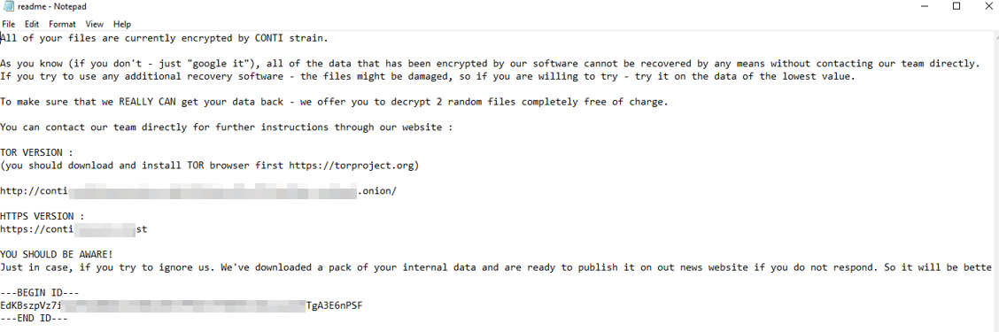 readme - Notepad
File Edit Format View Help
All of your files are currently encrypted by CONTI strain.
As you know (if you don't - just "google it"), all of the data that has been encrypted by our software cannot be recovered by any means without contacting our team directly.
If you try to use any additional recovery software - the files might be damaged, so if you are willing to try - try it on the data of the lowest value.
To make sure that we REALLY CAN get your data back - we offer you to decrypt 2 random files completely free of charge.
You can contact our team directly for further instructions through our website :
TOR VERSION :
(you should download and install TOR browser first https://torproject.org)
http://conti .onion/
HTTPS VERSION :
https://conti st
YOU SHOULD BE AWARE!
Just in case, if you try to ignore us. We've downloaded a pack of your internal data and are ready to publish it on out news website if you do not respond. So it will be bette
---BEGIN ID---
EdKBszpVz7i TgA3E6nPSF
---END ID---